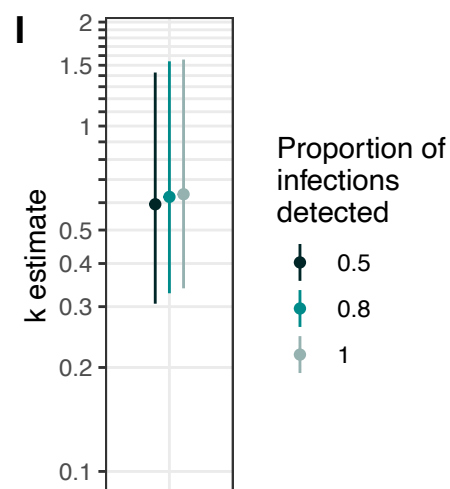 I
2
1.5
1
0.5
0.4
0.3
0.2
0.1
k estimate
Proportion of
infections
detected
0.5
0.8
1